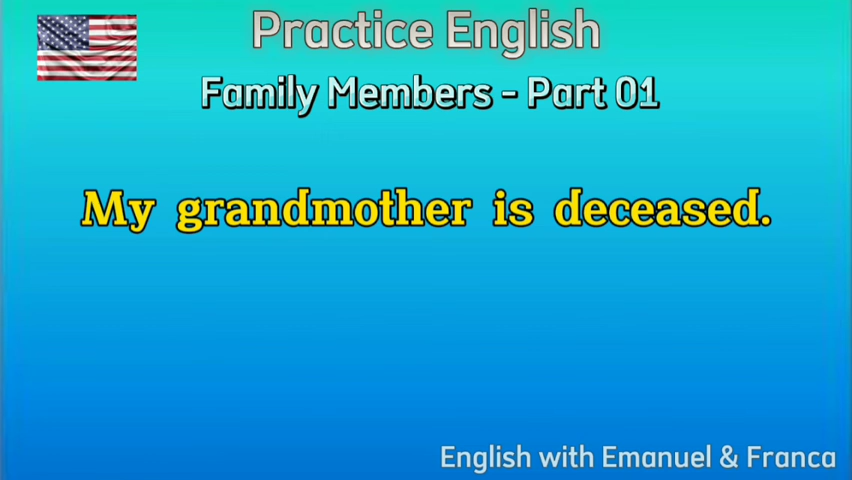 Practice English
Family Members - Part 01
My grandmother is deceased.
English with Emanuel & Franca